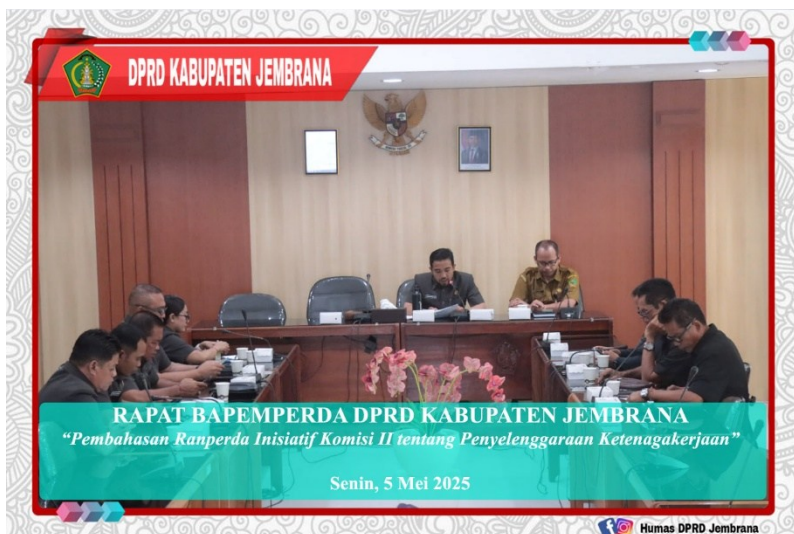 DPRD KABUPATEN JEMBRANA
RAPAT BAPEMPERDA DPRD KABUPATEN JEMBRANA
“Pembahasan Ranperda Inisiatif Komisi II tentang Penyelenggaraan Ketenagakerjaan”
Senin, 5 Mei 2025
Humas DPRD Jembrana